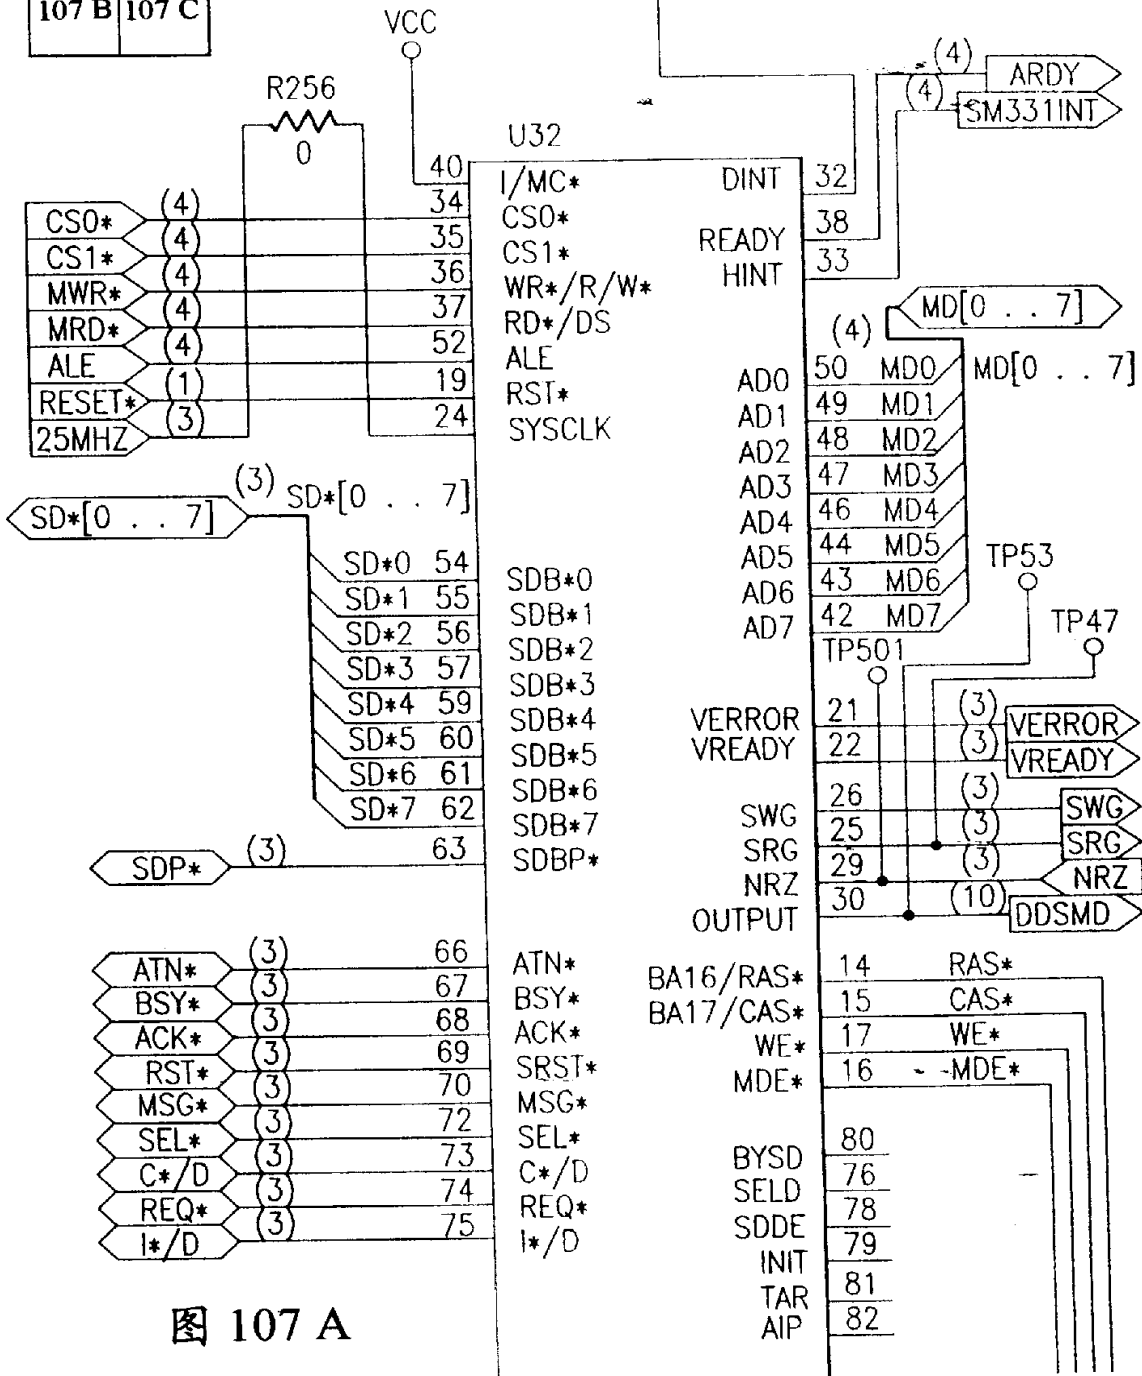 107 B 107 C
VCC
R256
0
U32
(4) ARDY
(4) SM331INT
40 I/MC*
DINT 32
CS0* (4) 34 CS0*
READY 38
CS1* (4) 35 CS1*
HINT 33
MWR* (4) 36 WR*/R/W*
MRD* (4) 37 RD*/DS
ALE (4) 52 ALE
RESET* (1) 19 RST*
25MHZ (3) 24 SYSCLK
MD[0 . . 7]
(4)
MD[0 . . 7]
AD0 50 MD0
AD1 49 MD1
AD2 48 MD2
AD3 47 MD3
AD4 46 MD4
AD5 44 MD5
AD6 43 MD6
AD7 42 MD7
SD*[0 . . 7] (3) SD*[0 . . 7]
SD*0 54 SDB*0
SD*1 55 SDB*1
SD*2 56 SDB*2
SD*3 57 SDB*3
SD*4 59 SDB*4
SD*5 60 SDB*5
SD*6 61 SDB*6
SD*7 62 SDB*7
SDP* (3) 63 SDBP*
TP53
TP47
TP501
VERROR 21 (3) VERROR
VREADY 22 (3) VREADY
SWG 26 (3) SWG
SRG 25 (3) SRG
NRZ 29 (3) NRZ
OUTPUT 30 (10) DDSMD
ATN* (3) 66 ATN*
BSY* (3) 67 BSY*
ACK* (3) 68 ACK*
RST* (3) 69 SRST*
MSG* (3) 70 MSG*
SEL* (3) 72 SEL*
C*/D (3) 73 C*/D
REQ* (3) 74 REQ*
I*/D (3) 75 I*/D
BA16/RAS* 14 RAS*
BA17/CAS* 15 CAS*
WE* 17 WE*
MDE* 16 MDE*
BYSD 80
SELD 76
SDDE 78
INIT 79
TAR 81
AIP 82
图 107 A